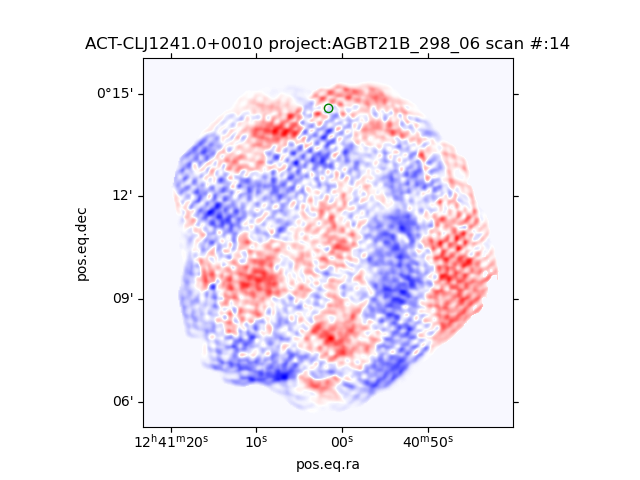 ACT-CLJ1241.0+0010 project:AGBT21B_298_06 scan #:14
0°15'
12'
09'
06'
pos.eq.dec
12ʰ41ᵐ20ˢ 10ˢ 00ˢ 40ᵐ50ˢ
pos.eq.ra